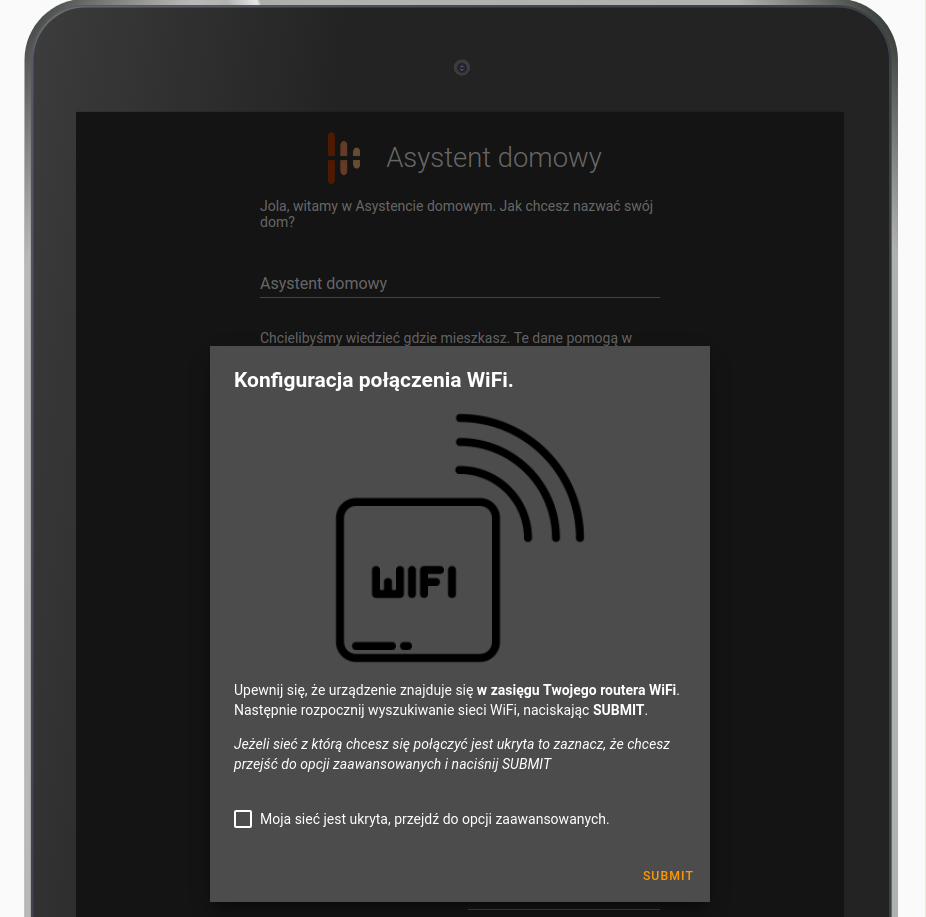 Asystent domowy
Jola, witamy w Asystencie domowym. Jak chcesz nazwać swój
dom?
Asystent domowy
Chcielibyśmy wiedzieć gdzie mieszkasz. Te dane pomogą w
Konfiguracja połączenia WiFi.
WIFI
Upewnij się, że urządzenie znajduje się w zasięgu Twojego routera WiFi.
Następnie rozpocznij wyszukiwanie sieci WiFi, naciskając SUBMIT.
Jeżeli sieć z którą chcesz się połączyć jest ukryta to zaznacz, że chcesz
przejść do opcji zaawansowanych i naciśnij SUBMIT
Moja sieć jest ukryta, przejdź do opcji zaawansowanych.
SUBMIT